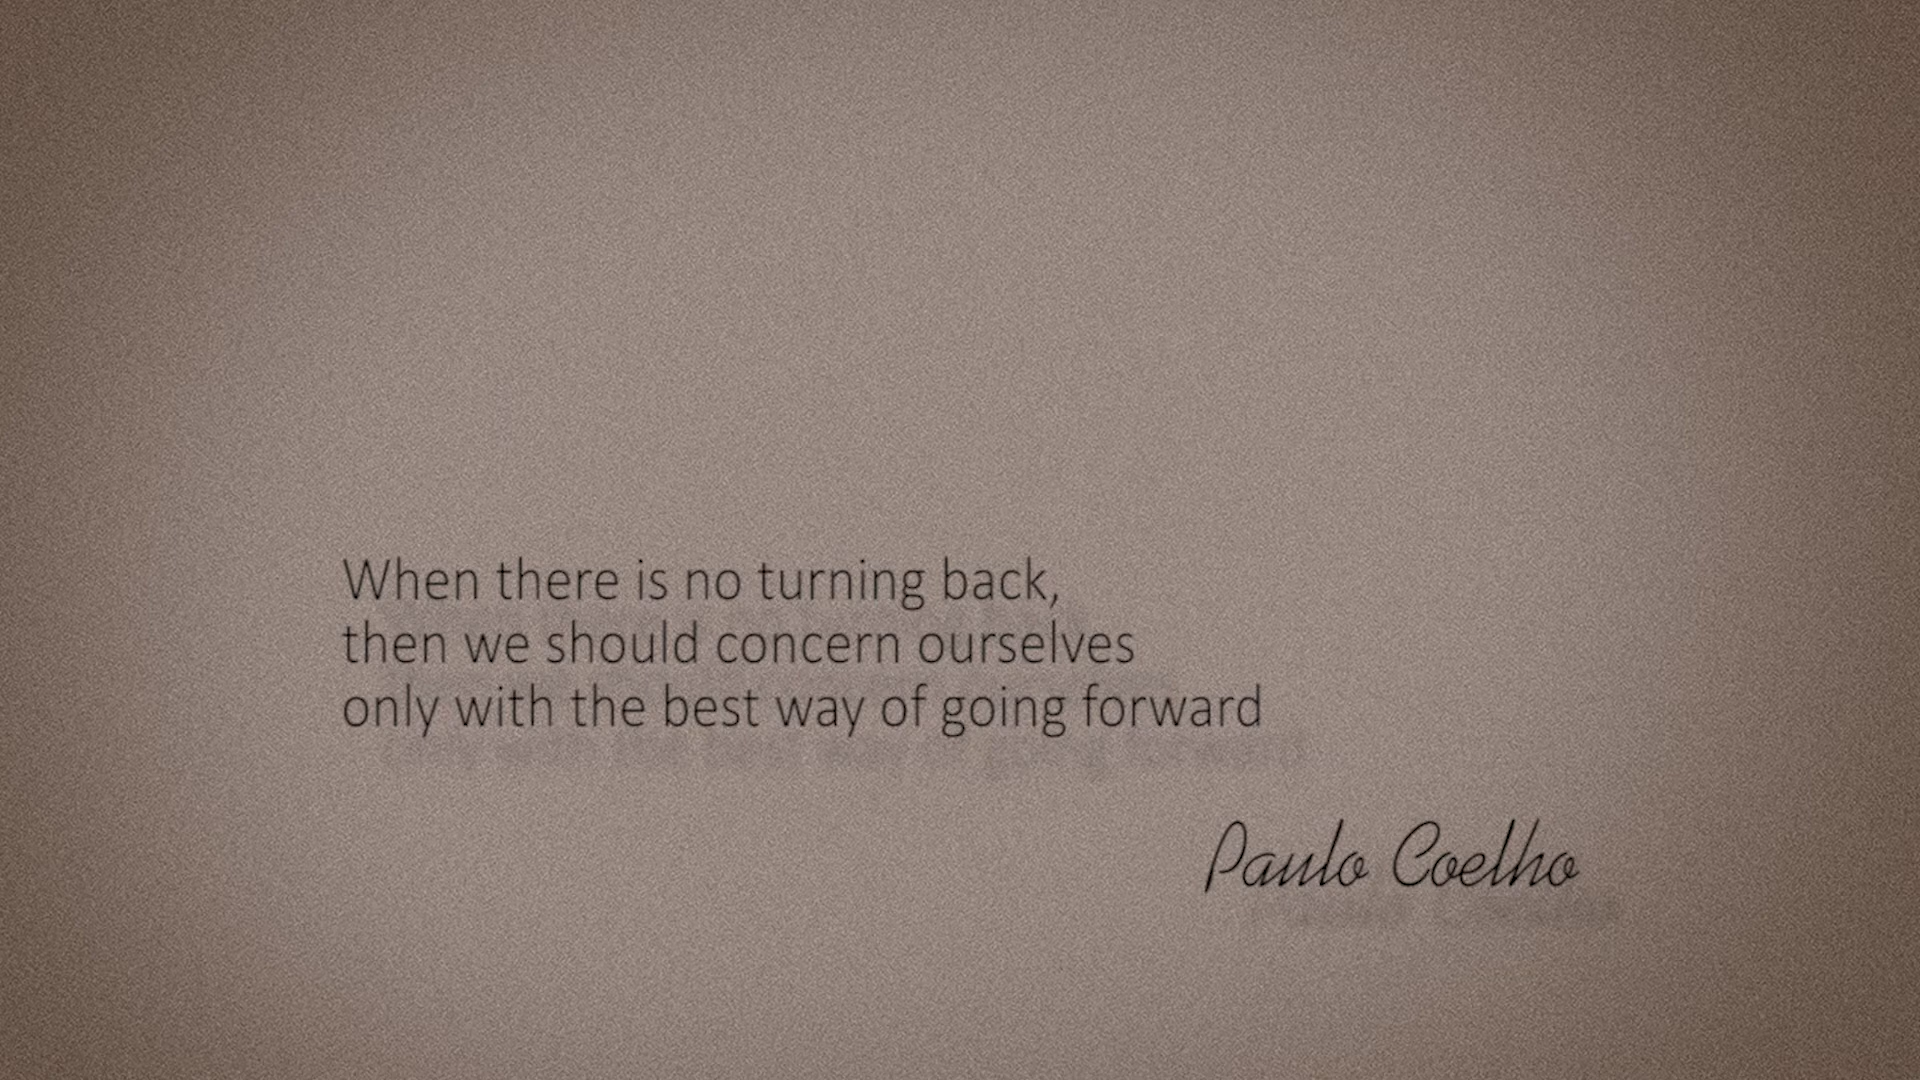 When there is no turning back,
then we should concern ourselves
only with the best way of going forward
Paulo Coelho